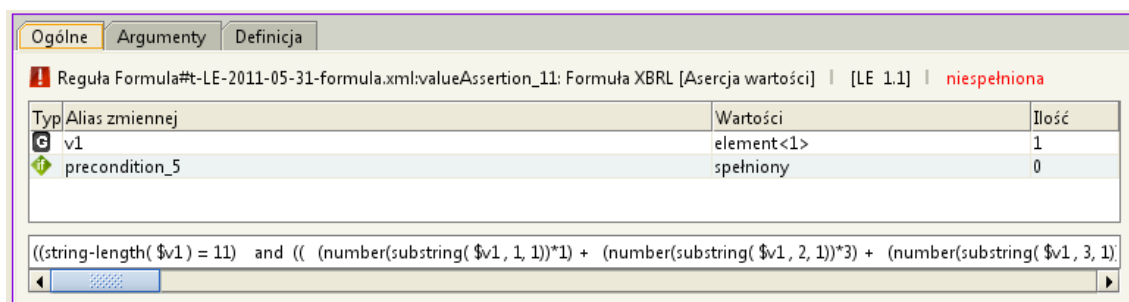 Ogólne Argumenty Definicja
Reguła Formula#t-LE-2011-05-31-formula.xml:valueAssertion_11: Formuła XBRL [Asercja wartości] | [LE 1.1] | niespełniona
Typ Alias zmiennej Wartości Ilość
G v1 element<1> 1
if precondition_5 spełniony 0
((string-length( $v1 ) = 11) and (( (number(substring( $v1 , 1, 1))*1) + (number(substring( $v1 , 2, 1))*3) + (number(substring( $v1 , 3, 1)